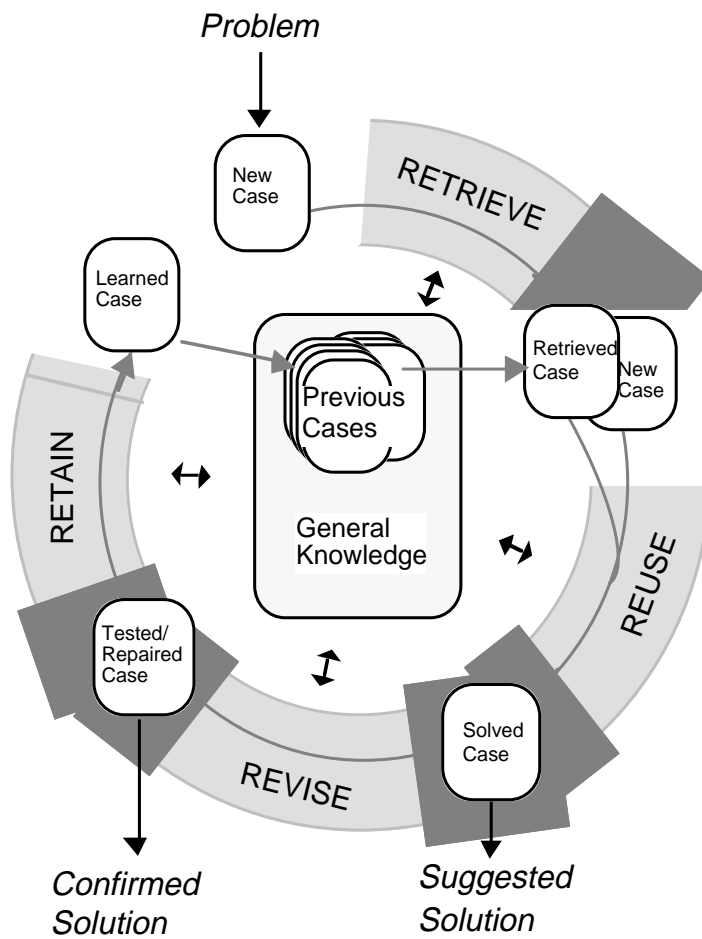 Problem
New
Case
RETRIEVE
Learned
Case
Retrieved
Case
New
Case
Previous
Cases
General
Knowledge
RETAIN
REUSE
Tested/
Repaired
Case
Solved
Case
REVISE
Confirmed
Solution
Suggested
Solution